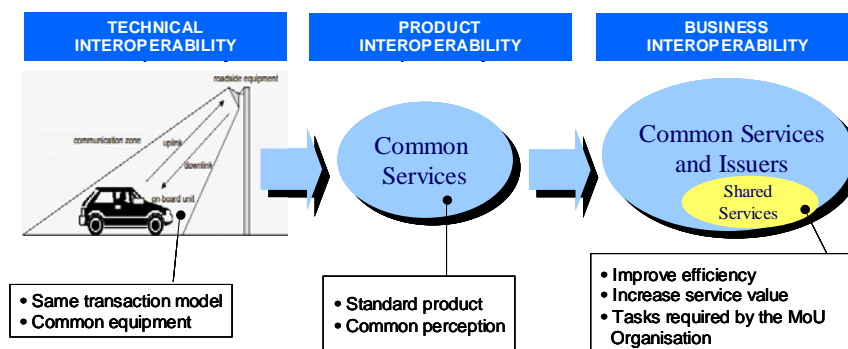 TECHNICAL
INTEROPERABILITY
PRODUCT
INTEROPERABILITY
BUSINESS
INTEROPERABILITY
roadside equipment
communication zone
uplink
downlink
on-board unit
Common
Services
Common Services
and Issuers
Shared
Services
• Same transaction model
• Common equipment
• Standard product
• Common perception
• Improve efficiency
• Increase service value
• Tasks required by the MoU
Organisation